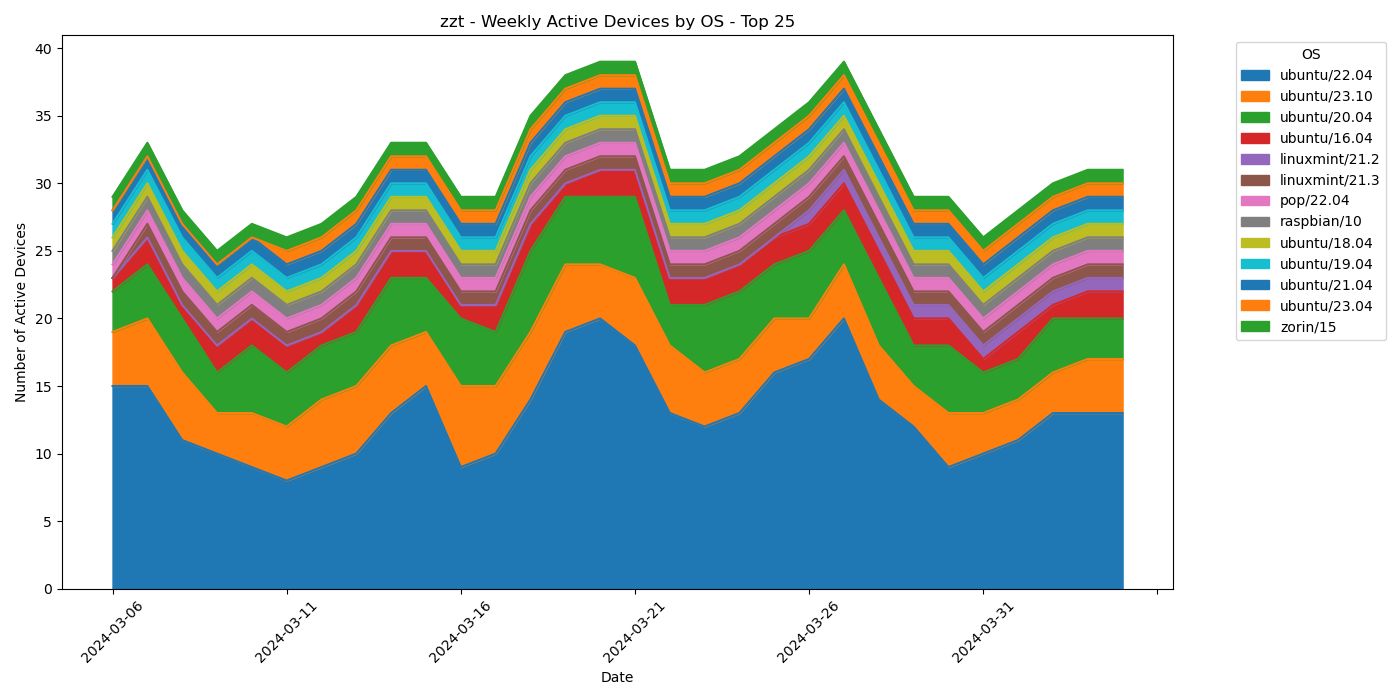 zzt - Weekly Active Devices by OS - Top 25
Number of Active Devices
40
35
30
25
20
15
10
5
0
2024-03-06
2024-03-11
2024-03-16
2024-03-21
2024-03-26
2024-03-31
Date
OS
ubuntu/22.04
ubuntu/23.10
ubuntu/20.04
ubuntu/16.04
linuxmint/21.2
linuxmint/21.3
pop/22.04
raspbian/10
ubuntu/18.04
ubuntu/19.04
ubuntu/21.04
ubuntu/23.04
zorin/15